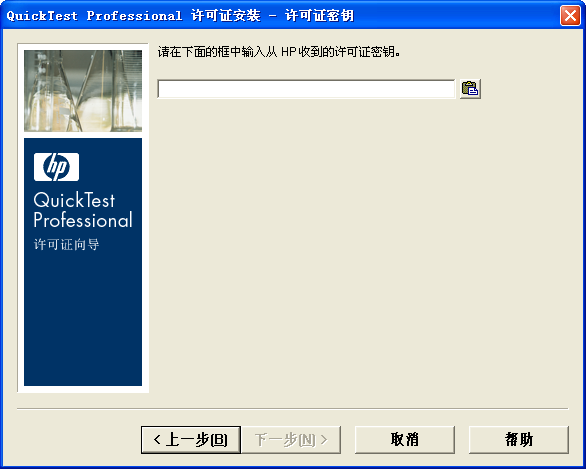 QuickTest Professional 许可证安装 - 许可证密钥
请在下面的框中输入从 HP 收到的许可证密钥。
hp
QuickTest
Professional
许可证向导
< 上一步(B)
下一步(N) >
取消
帮助